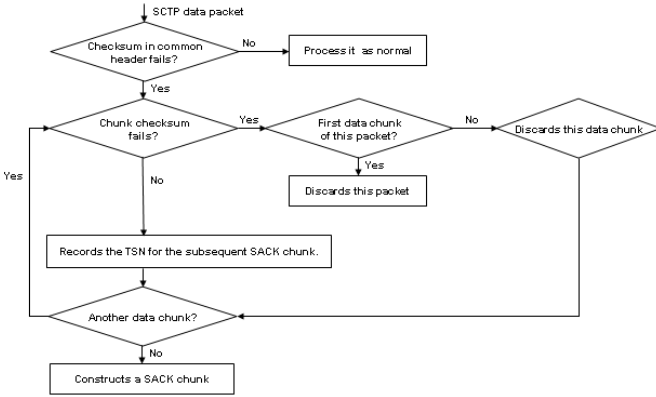 SCTP data packet
Checksum in common
header fails?
No
Process it as normal
Yes
Chunk checksum
fails?
Yes
First data chunk
of this packet?
No
Discards this data chunk
Yes
No
Yes
Discards this packet
Records the TSN for the subsequent SACK chunk.
Another data chunk?
No
Constructs a SACK chunk